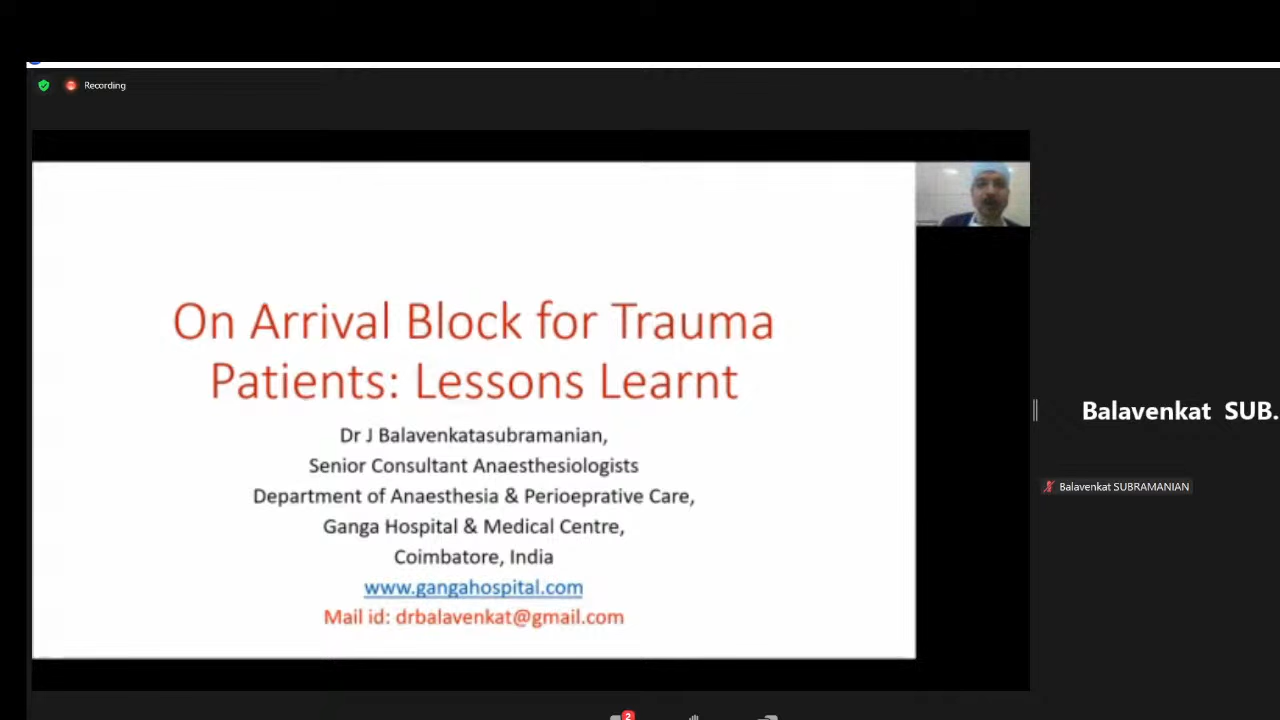 Recording
On Arrival Block for Trauma
Patients: Lessons Learnt
Dr J Balavenkatasubramanian,
Senior Consultant Anaesthesiologists
Department of Anaesthesia & Perioeprative Care,
Ganga Hospital & Medical Centre,
Coimbatore, India
www.gangahospital.com
Mail id: drbalavenkat@gmail.com
Balavenkat SUB.
Balavenkat SUBRAMANIAN
2